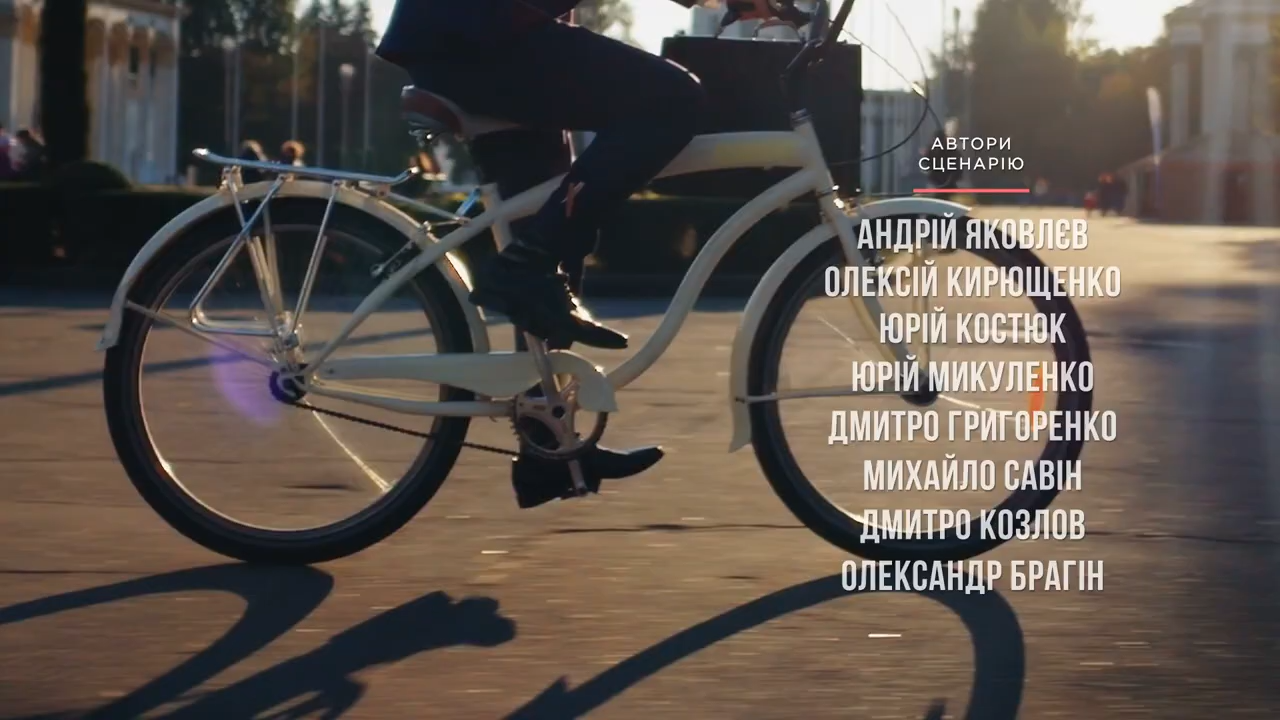 АВТОРИ
СЦЕНАРІЮ
АНДРІЙ ЯКОВЛЄВ
ОЛЕКСІЙ КИРЮЩЕНКО
ЮРІЙ КОСТЮК
ЮРІЙ МИКУЛЕНКО
ДМИТРО ГРИГОРЕНКО
МИХАЙЛО САВІН
ДМИТРО КОЗЛОВ
ОЛЕКСАНДР БРАГІН